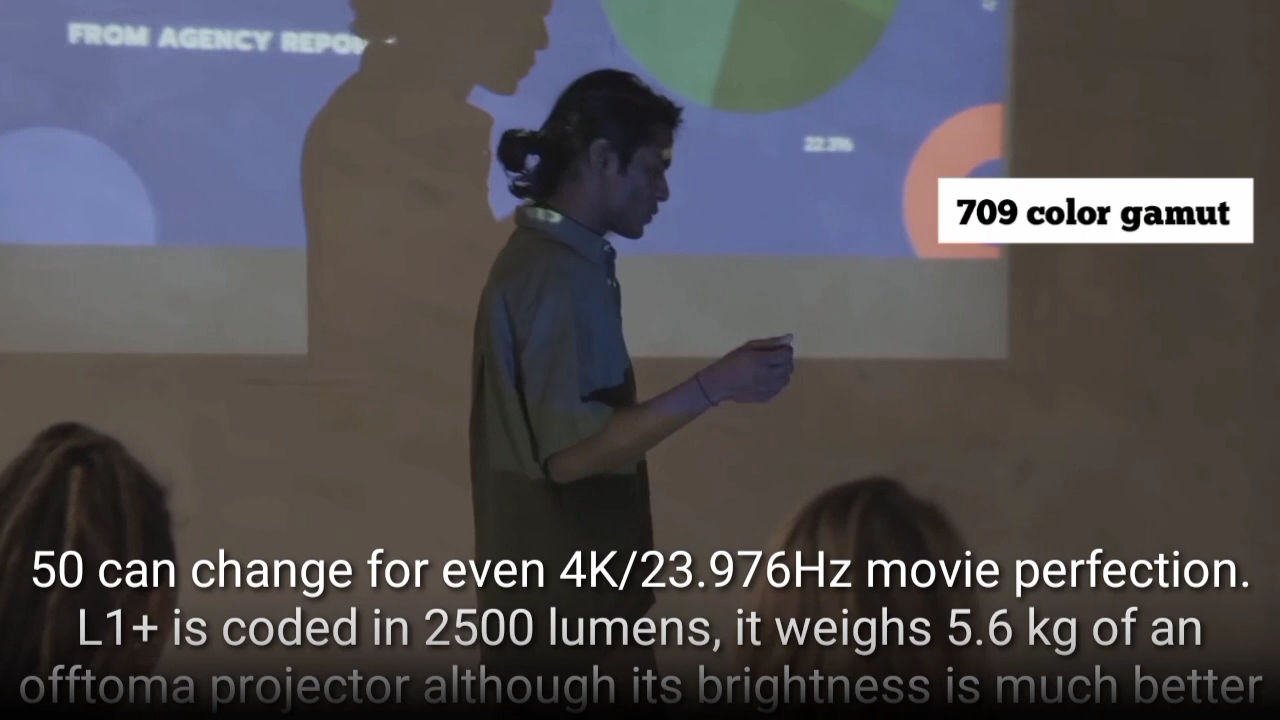 FROM AGENCY REPOR
22.3%
709 color gamut
50 can change for even 4K/23.976Hz movie perfection.
L1+ is coded in 2500 lumens, it weighs 5.6 kg of an
offtoma projector although its brightness is much better